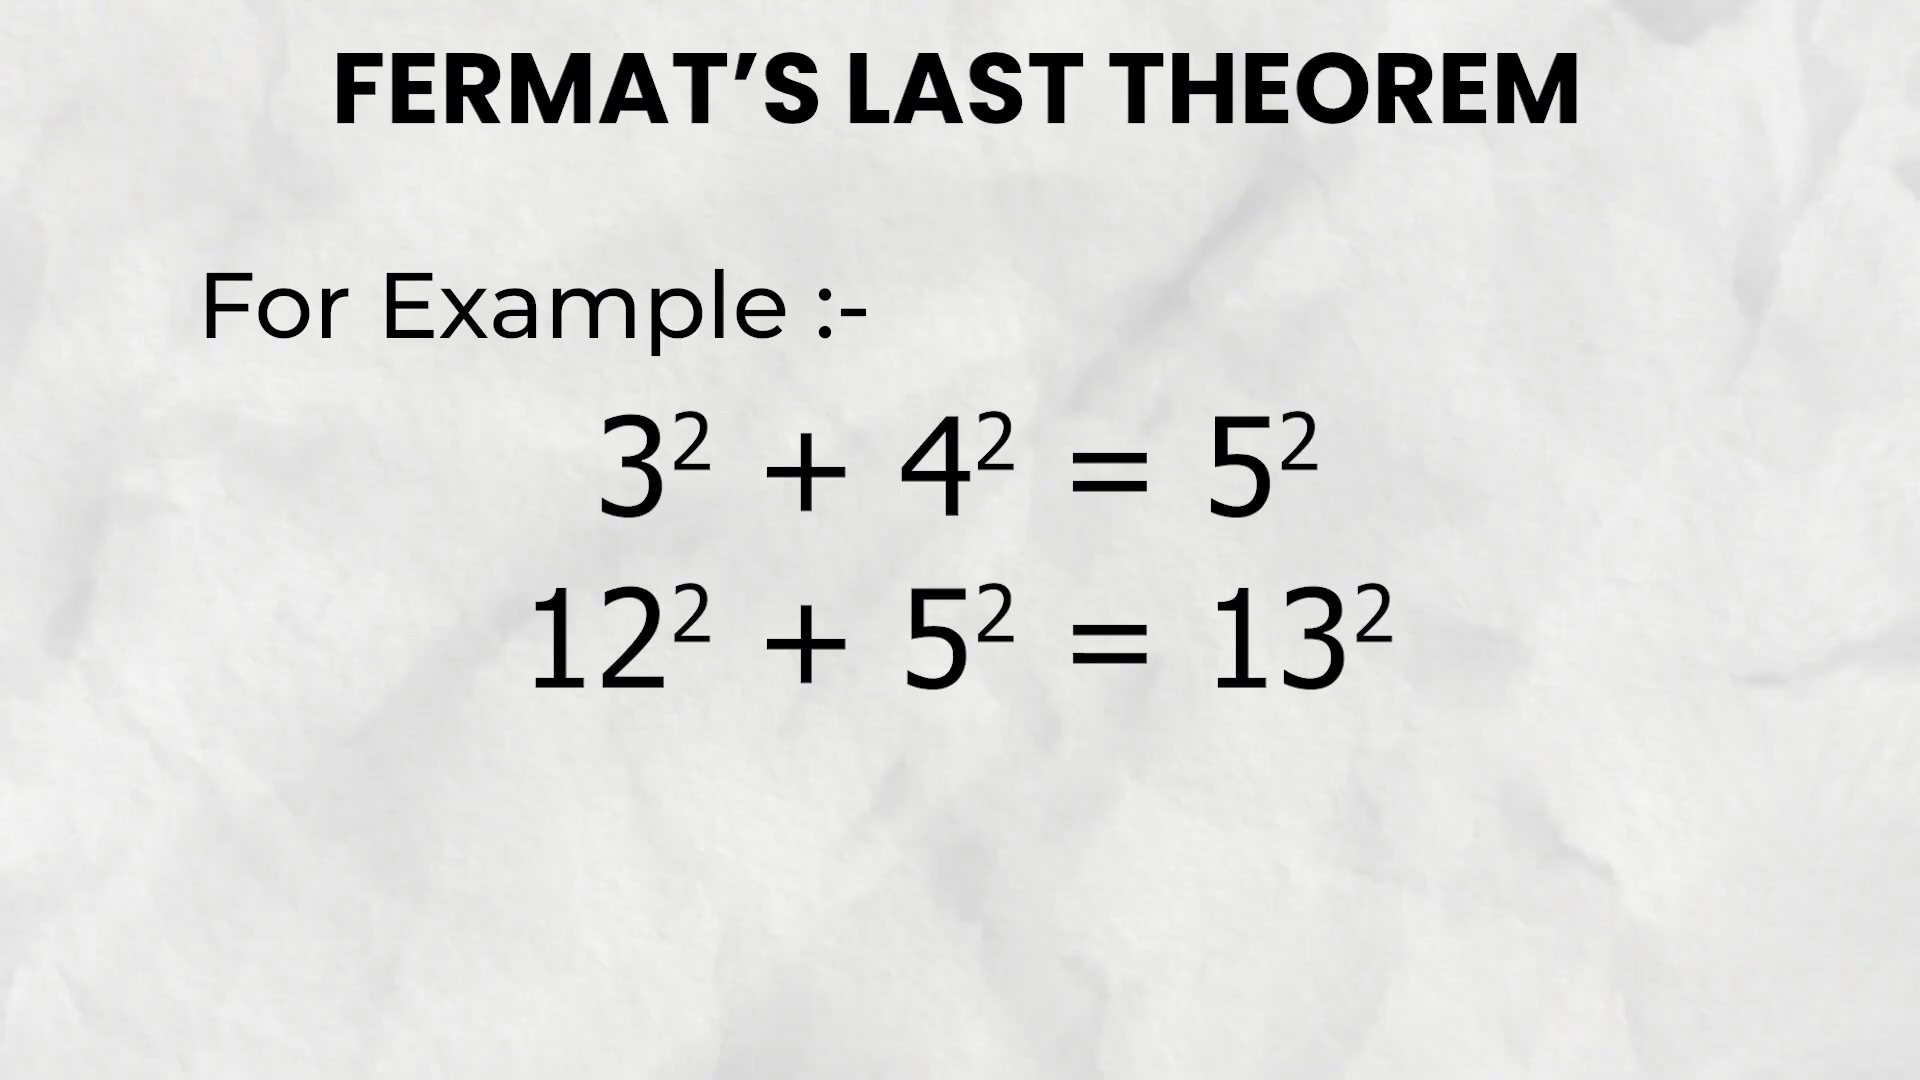 FERMAT’S LAST THEOREM
For Example :-
3² + 4² = 5²
12² + 5² = 13²